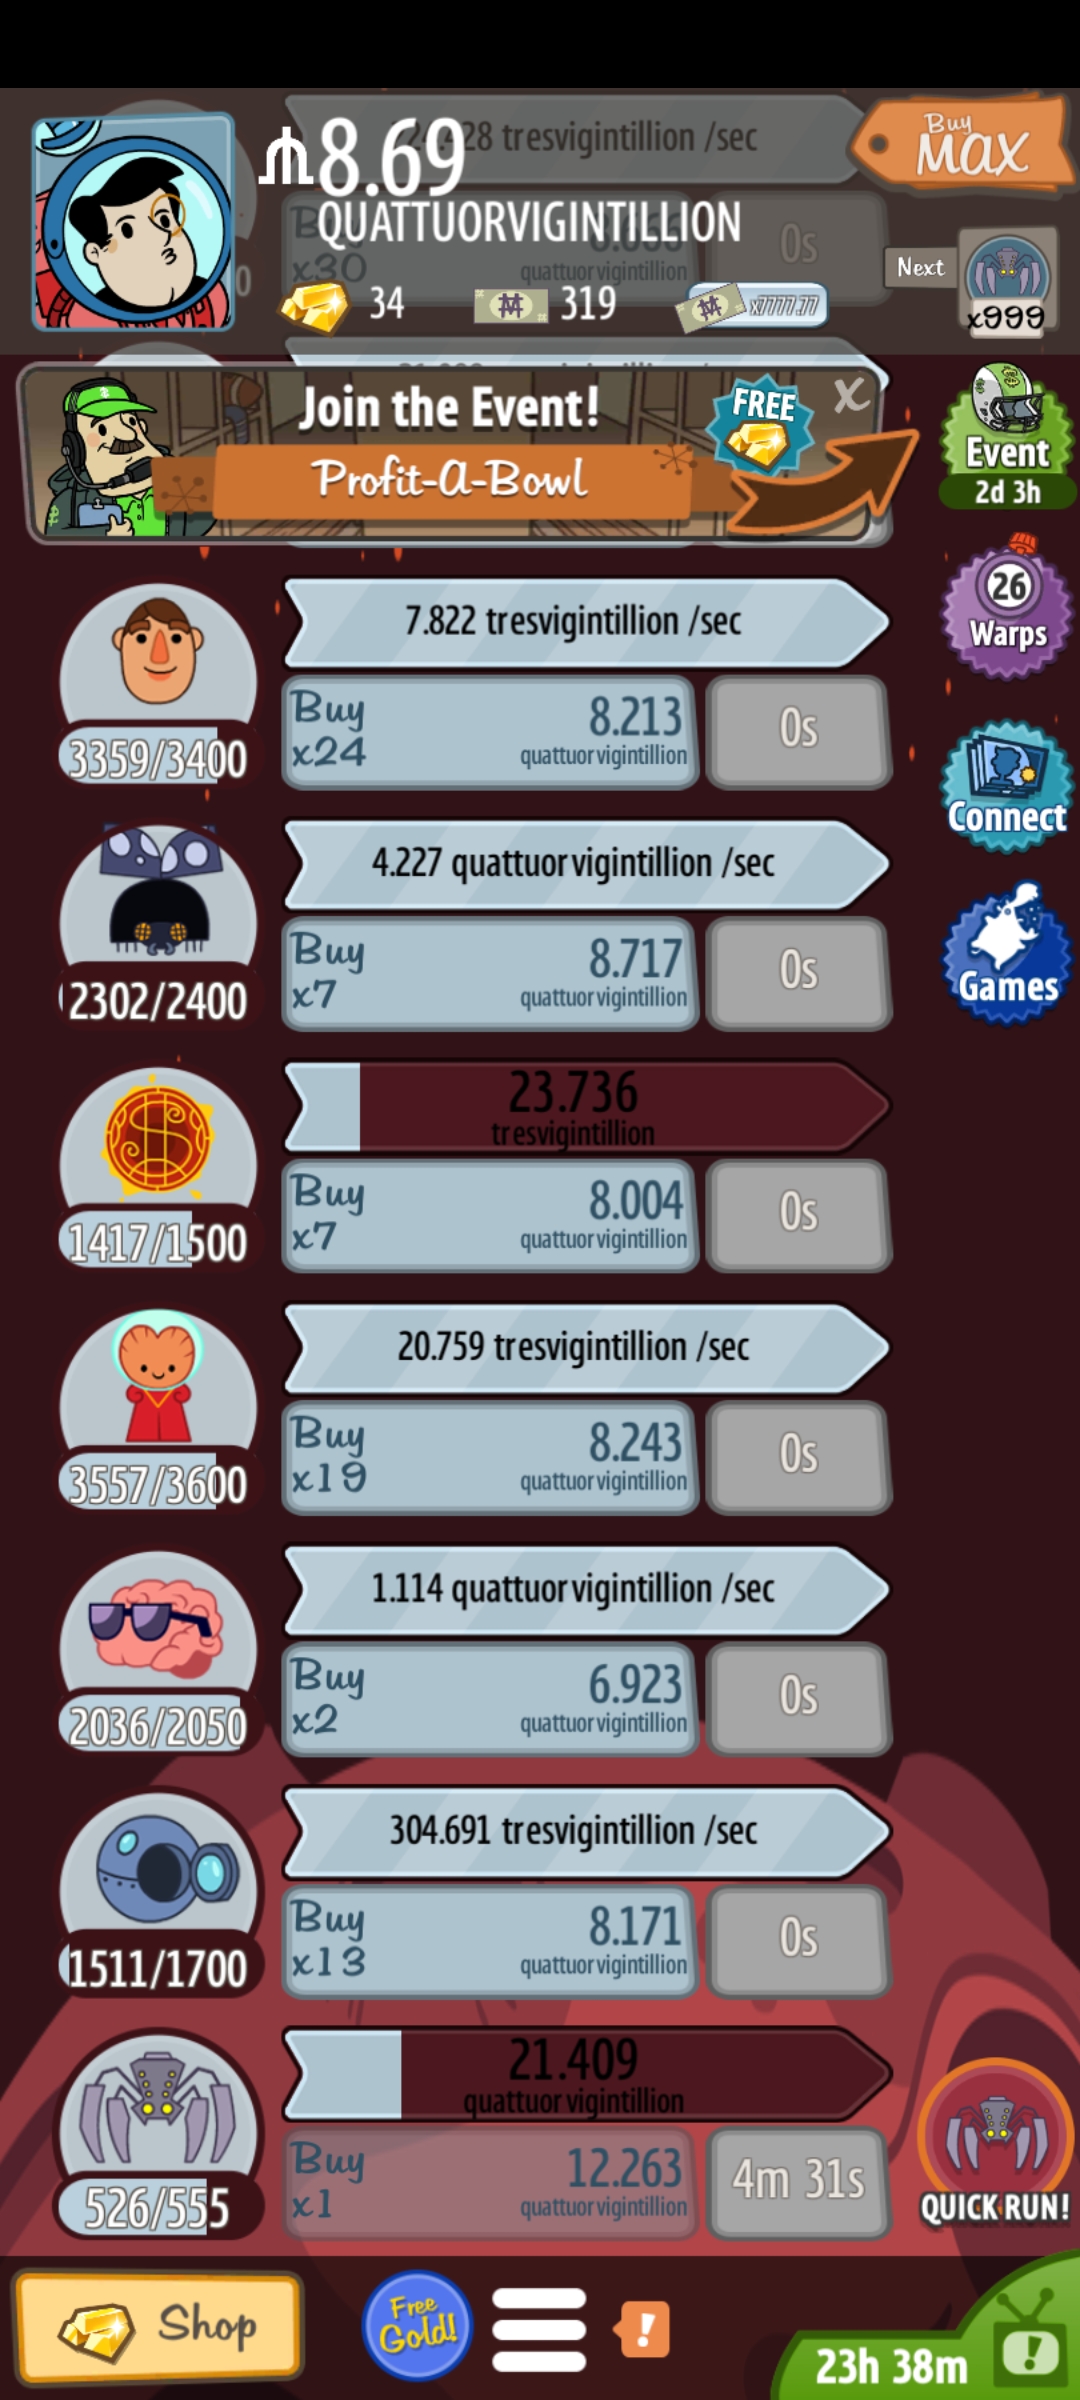 tresvigintillion /sec
Buy
MAX
₼8.69
QUATTUORVIGINTILLION
x30
quattuorvigintillion
0s
Next
34
319
x7777.77
x999
Join the Event!
FREE
X
Profit-A-Bowl
Event
2d 3h
7.822 tresvigintillion /sec
26
Warps
Buy
x24
8.213
quattuorvigintillion
0s
3359/3400
Connect
4.227 quattuorvigintillion /sec
Buy
x7
8.717
quattuorvigintillion
0s
2302/2400
Games
23.736
tresvigintillion
Buy
x7
8.004
quattuorvigintillion
0s
1417/1500
20.759 tresvigintillion /sec
Buy
x19
8.243
quattuorvigintillion
0s
3557/3600
1.114 quattuorvigintillion /sec
Buy
x2
6.923
quattuorvigintillion
0s
2036/2050
304.691 tresvigintillion /sec
Buy
x13
8.171
quattuorvigintillion
0s
1511/1700
21.409
quattuorvigintillion
Buy
x1
12.263
quattuorvigintillion
4m 31s
526/555
QUICK RUN!
Shop
Free
Gold!
!
23h 38m
!